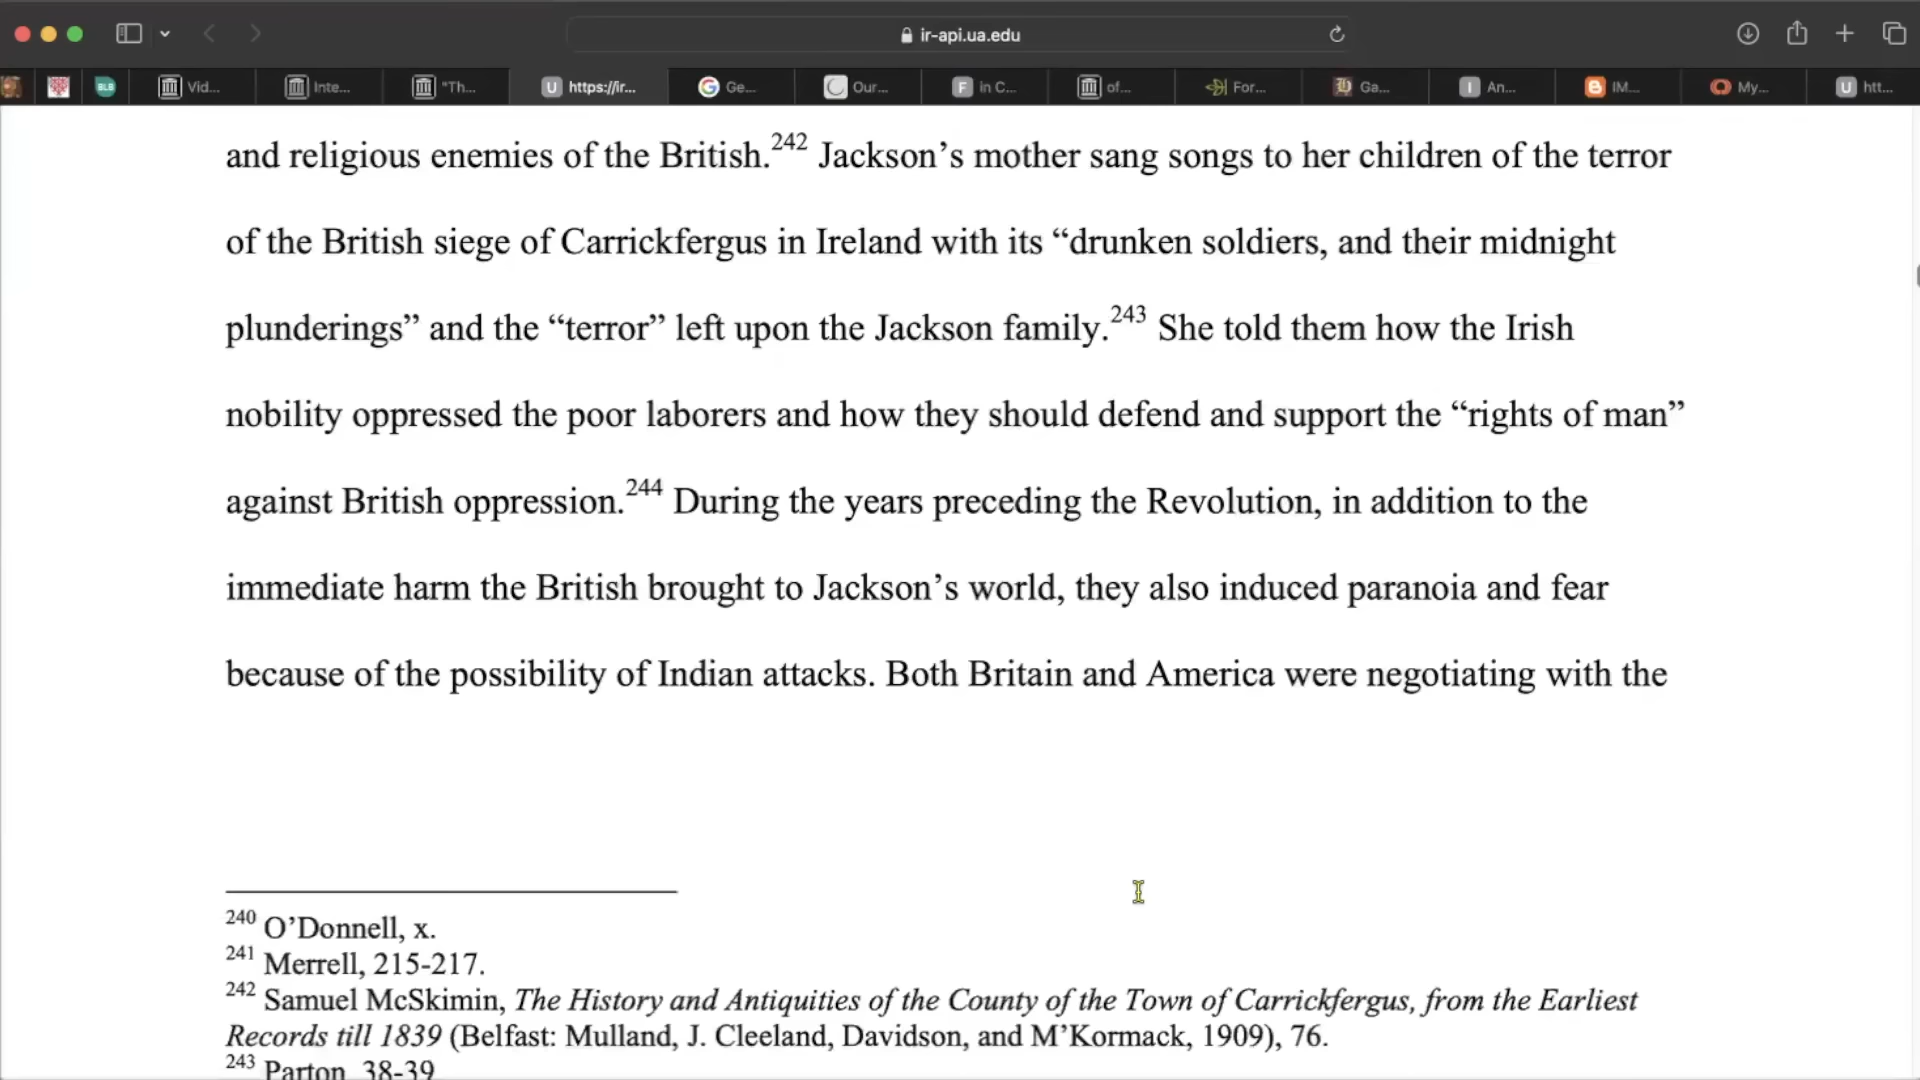 ir-api.ua.edu
BLB
Vid...
Inte...
"Th...
U https://ir...
G Ge...
Our...
F in C...
of...
For...
Ga...
I An...
IM...
My...
U htt...
and religious enemies of the British.242 Jackson’s mother sang songs to her children of the terror
of the British siege of Carrickfergus in Ireland with its “drunken soldiers, and their midnight
plunderings” and the “terror” left upon the Jackson family.243 She told them how the Irish
nobility oppressed the poor laborers and how they should defend and support the “rights of man”
against British oppression.244 During the years preceding the Revolution, in addition to the
immediate harm the British brought to Jackson’s world, they also induced paranoia and fear
because of the possibility of Indian attacks. Both Britain and America were negotiating with the
240 O’Donnell, x.
241 Merrell, 215-217.
242 Samuel McSkimin, The History and Antiquities of the County of the Town of Carrickfergus, from the Earliest
Records till 1839 (Belfast: Mulland, J. Cleeland, Davidson, and M’Kormack, 1909), 76.
243 Parton, 38-39